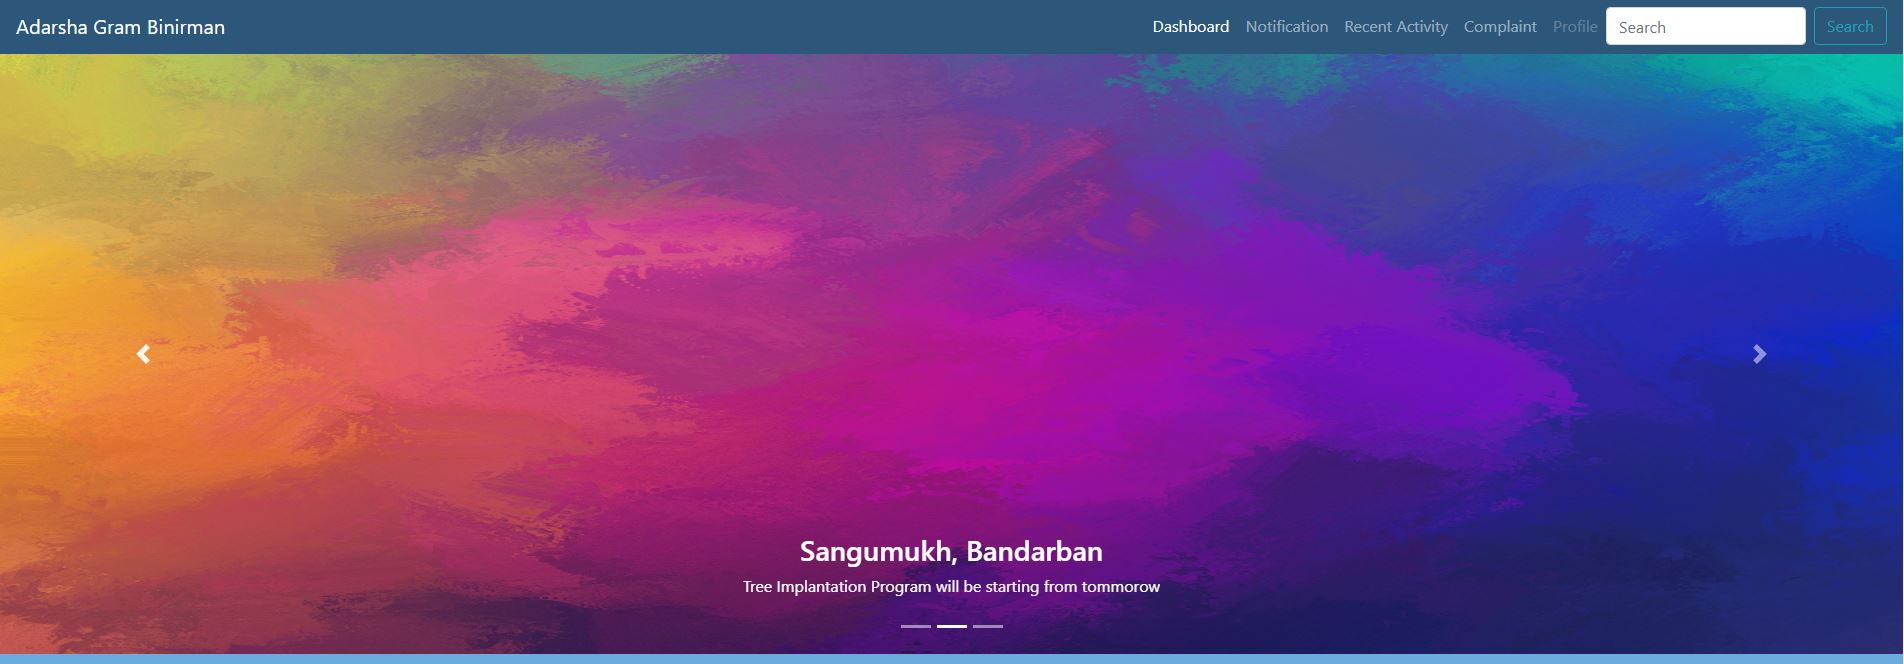 Adarsha Gram Binirman
Dashboard Notification Recent Activity Complaint Profile Search Search
Sangumukh, Bandarban
Tree Implantation Program will be starting from tommorow